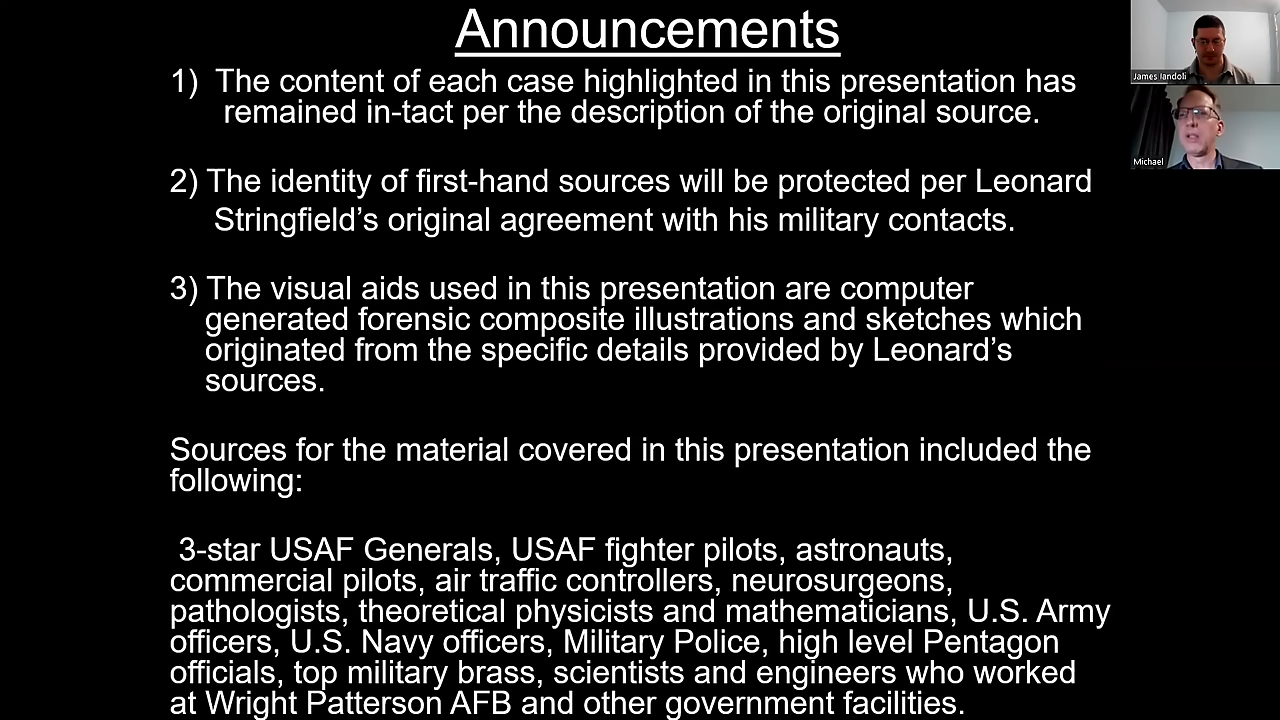 Announcements
1) The content of each case highlighted in this presentation has
remained in-tact per the description of the original source.
2) The identity of first-hand sources will be protected per Leonard
Stringfield's original agreement with his military contacts.
3) The visual aids used in this presentation are computer
generated forensic composite illustrations and sketches which
originated from the specific details provided by Leonard's
sources.
Sources for the material covered in this presentation included the
following:
3-star USAF Generals, USAF fighter pilots, astronauts,
commercial pilots, air traffic controllers, neurosurgeons,
pathologists, theoretical physicists and mathematicians, U.S. Army
officers, U.S. Navy officers, Military Police, high level Pentagon
officials, top military brass, scientists and engineers who worked
at Wright Patterson AFB and other government facilities.
James Iandoli
Michael